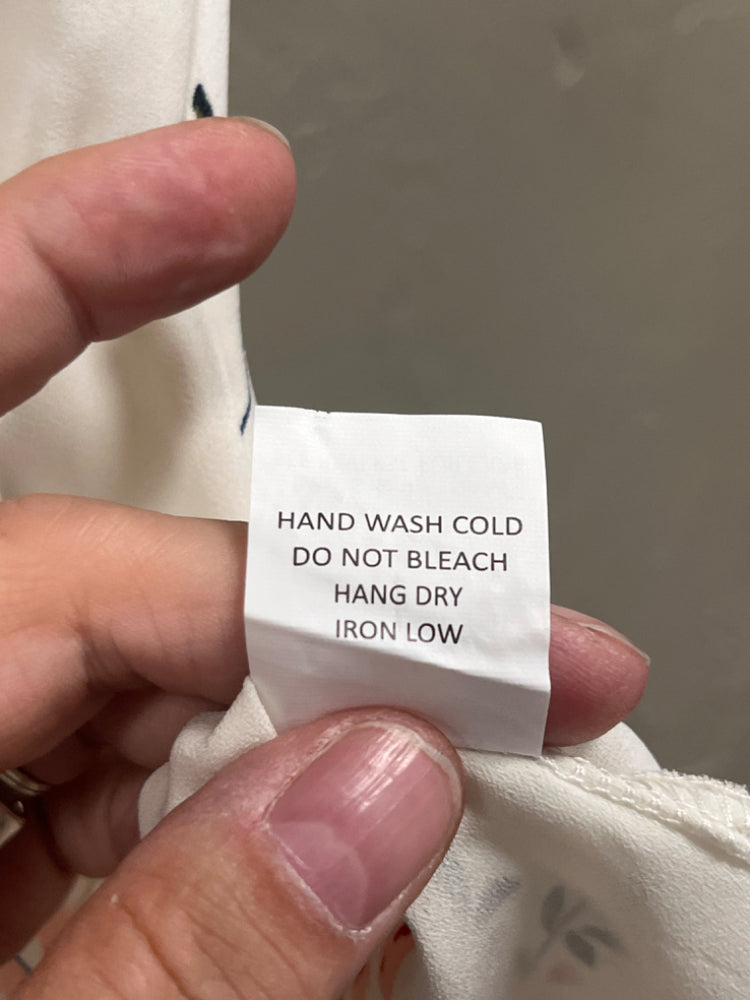 HAND WASH COLD
DO NOT BLEACH
HANG DRY
IRON LOW